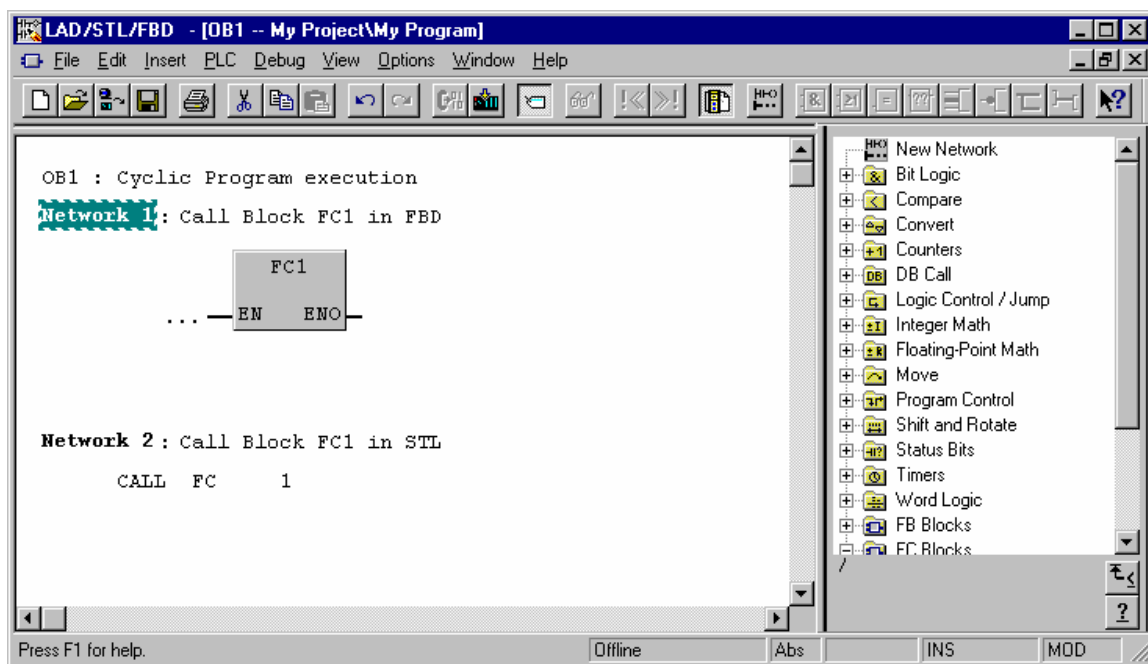 LAD/STL/FBD - [OB1 -- My Project\My Program]
File Edit Insert PLC Debug View Options Window Help
OB1 : Cyclic Program execution
Network 1: Call Block FC1 in FBD
FC1
... EN ENO
Network 2: Call Block FC1 in STL
CALL FC 1
New Network
Bit Logic
Compare
Convert
Counters
DB Call
Logic Control / Jump
Integer Math
Floating-Point Math
Move
Program Control
Shift and Rotate
Status Bits
Timers
Word Logic
FB Blocks
FC Blocks
Press F1 for help. Offline Abs INS MOD